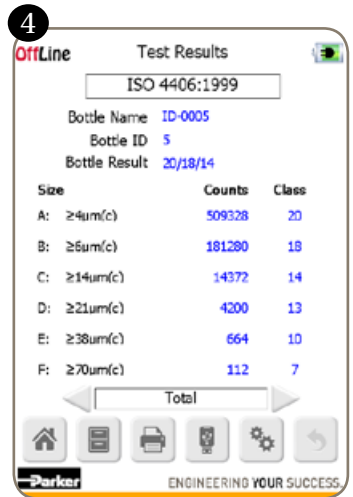 4
OffLine Test Results
ISO 4406:1999
Bottle Name ID-0005
Bottle ID 5
Bottle Result 20/18/14
Size Counts Class
A: ≥4um(c) 509328 20
B: ≥6um(c) 181280 18
C: ≥14um(c) 14372 14
D: ≥21um(c) 4200 13
E: ≥38um(c) 664 10
F: ≥70um(c) 112 7
Total
Parker ENGINEERING YOUR SUCCESS.